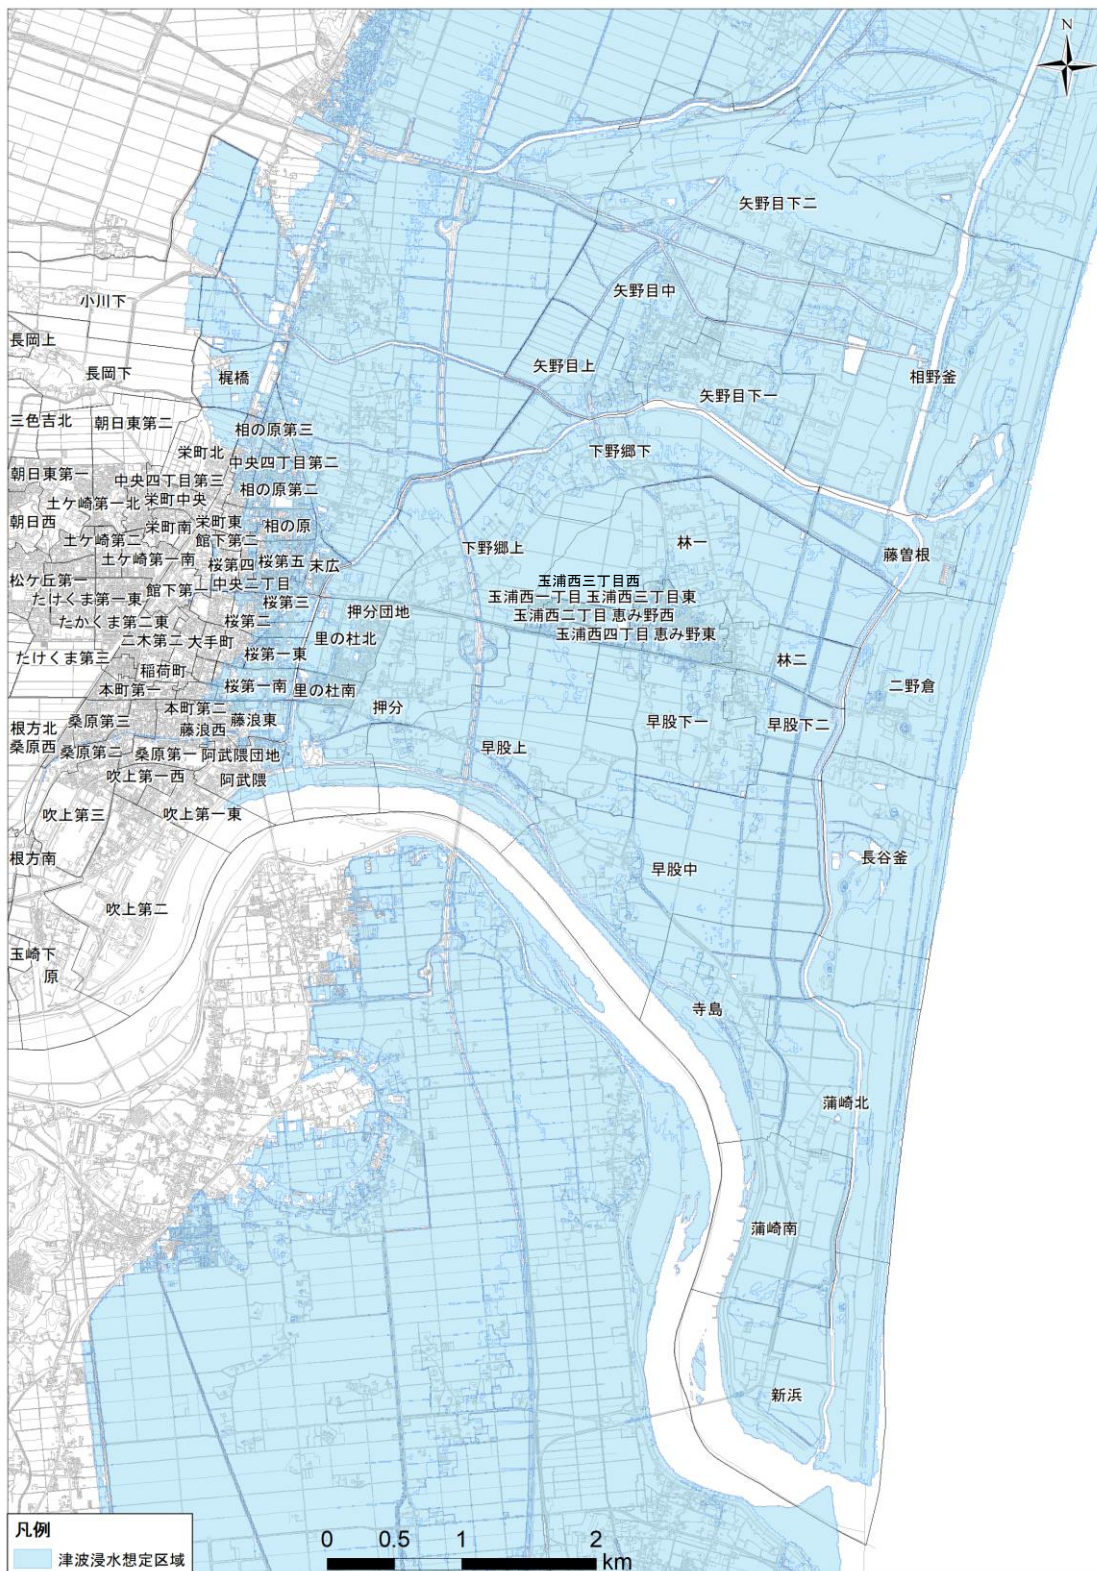 N
矢野目下二
小川下
矢野目中
長岡上
長岡下
梶橋
矢野目上
相野釜
矢野目下一
三色吉北
朝日東第二
相の原第三
栄町北
中央四丁目第二
下野郷下
朝日東第一
中央四丁目第三
相の原第二
土ケ崎第一北
栄町中央
朝日西
栄町南
栄町東
相の原
土ケ崎第二
館下第二
下野郷上
林一
藤曽根
土ケ崎第一南
桜第四
桜第五
末広
松ケ丘第一
館下第一
中央二丁目
玉浦西三丁目西
たけくま第一東
桜第三
押分団地
玉浦西一丁目 玉浦西三丁目東
たかくま第二東
桜第二
玉浦西二丁目 恵み野西
二木第二
大手町
里の杜北
玉浦西四丁目 恵み野東
たけくま第三
桜第一東
林二
稲荷町
本町第一
桜第一南
里の杜南
二野倉
本町第二
押分
桑原第三
藤浪東
早股下一
早股下二
根方北
藤浪西
桑原西
桑原第二
桑原第一
阿武隈団地
早股上
吹上第一西
阿武隈
吹上第三
吹上第一東
根方南
長谷釜
早股中
吹上第二
玉崎下
原
寺島
蒲崎北
蒲崎南
新浜
凡例
津波浸水想定区域
0 0.5 1 2
km